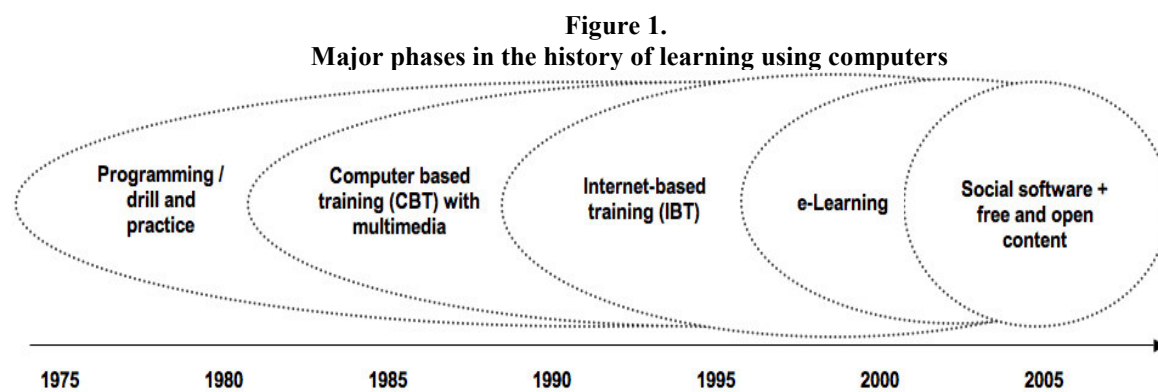 Figure 1.
Major phases in the history of learning using computers
Programming /
drill and
practice
Computer based
training (CBT) with
multimedia
Internet-based
training (IBT)
e-Learning
Social software +
free and open
content
1975 1980 1985 1990 1995 2000 2005